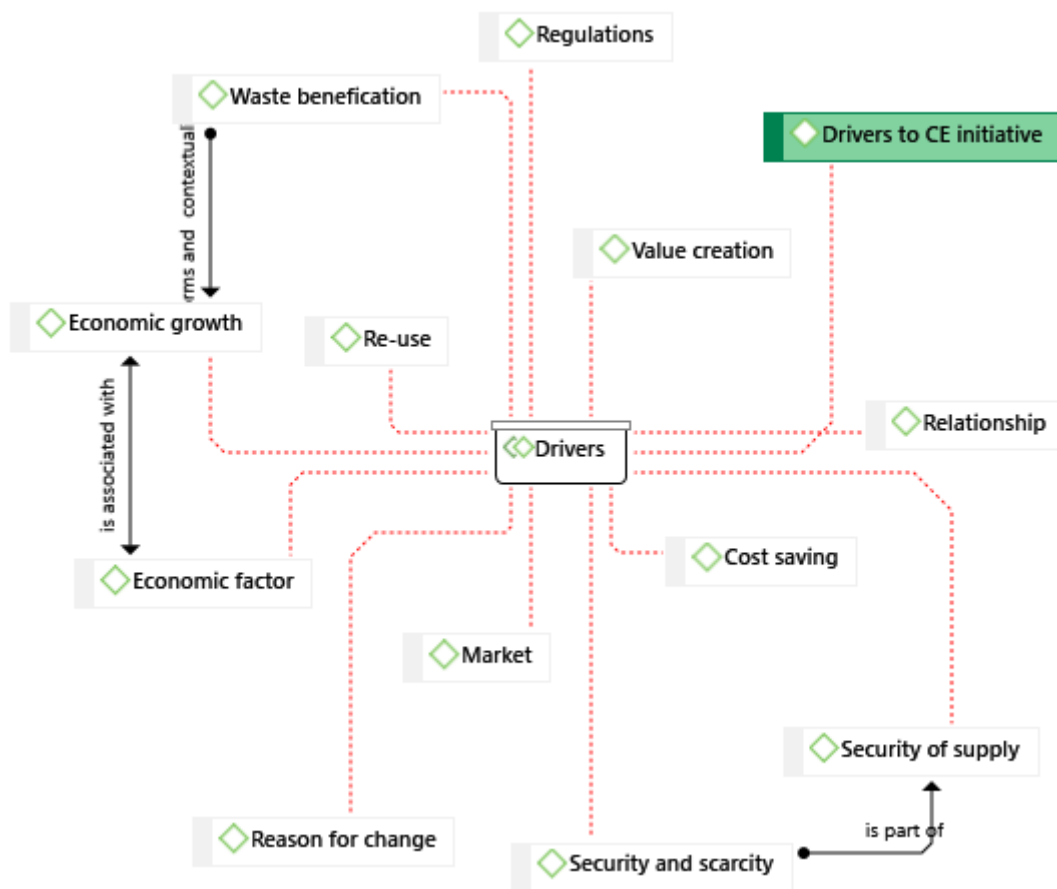 Regulations
Waste benefication
Drivers to CE initiative
rms and contextual
Value creation
Economic growth
Re-use
is associated with
Relationship
Drivers
Cost saving
Economic factor
Market
Security of supply
is part of
Reason for change
Security and scarcity